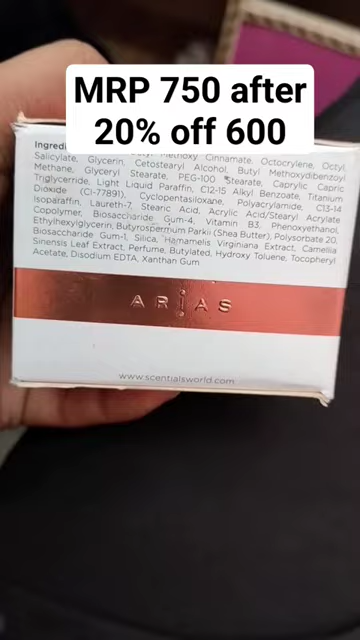 MRP 750 after
20% off 600
Methoxy Cinnamate, Octocrylene, Octyl
Salicylate, Glycerin, Cetostearyl Alcohol, Butyl Methoxydibenzoyl
Methane, Glyceryl Stearate, PEG-100 Stearate, Caprylic Capric
Triglyceride, Light Liquid Paraffin, C12-15 Alkyl Benzoate, Titanium
Dioxide (CI-77891), Cyclopentasiloxane, Polyacrylamide, C13-14
Isoparaffin, Laureth-7, Stearic Acid, Acrylic Acid/Stearyl Acrylate
Copolymer, Biosaccharide Gum-4, Vitamin B3, Phenoxyethanol,
Ethylhexylglycerin, Butyrospermum Parkii (Shea Butter), Polysorbate 20,
Biosaccharide Gum-1, Silica, Hamamelis Virginiana Extract, Camellia
Sinensis Leaf Extract, Perfume, Butylated, Hydroxy Toluene, Tocopheryl
Acetate, Disodium EDTA, Xanthan Gum
ARIAS
www.scentialsworld.com